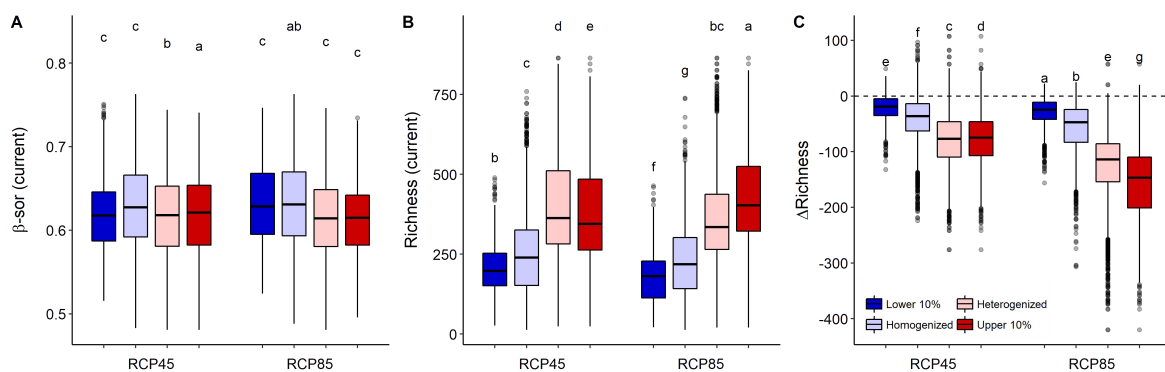 A
β-sor (current)
0.8
0.7
0.6
0.5
c c b a
c ab c c
RCP45 RCP85
B
Richness (current)
750
500
250
0
b c d e
f g bc a
RCP45 RCP85
C
ΔRichness
100
0
-100
-200
-300
-400
e f c d
a b e g
Lower 10% Heterogenized
Homogenized Upper 10%
RCP45 RCP85